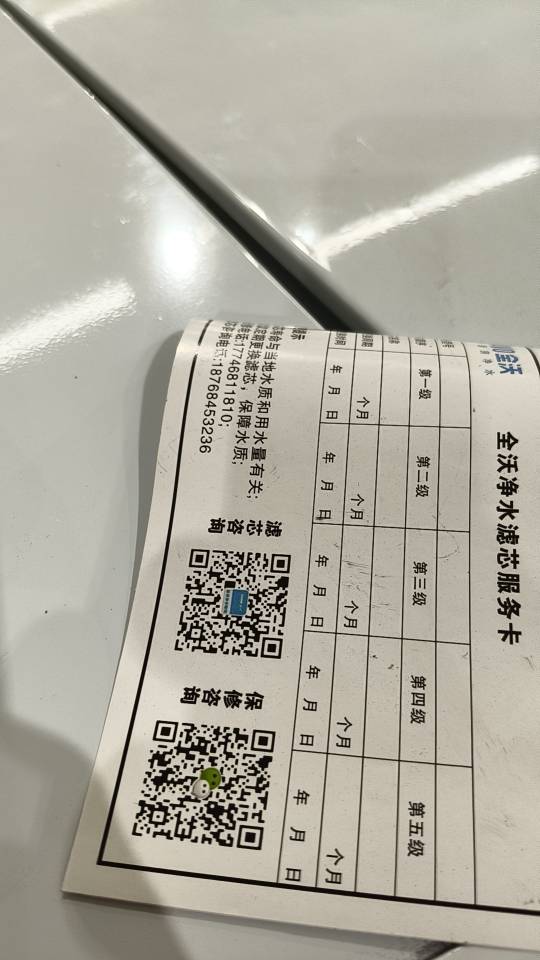 全沃
净水
全沃净水滤芯服务卡
第一级 第二级 第三级 第四级 第五级
个月 个月 个月 个月 个月
年 月 日 年 月 日 年 月 日 年 月 日 年 月 日
与当地水质和用水量有关;
更换滤芯,保障水质;
17746811810;
18768453236
滤芯咨询
保修咨询